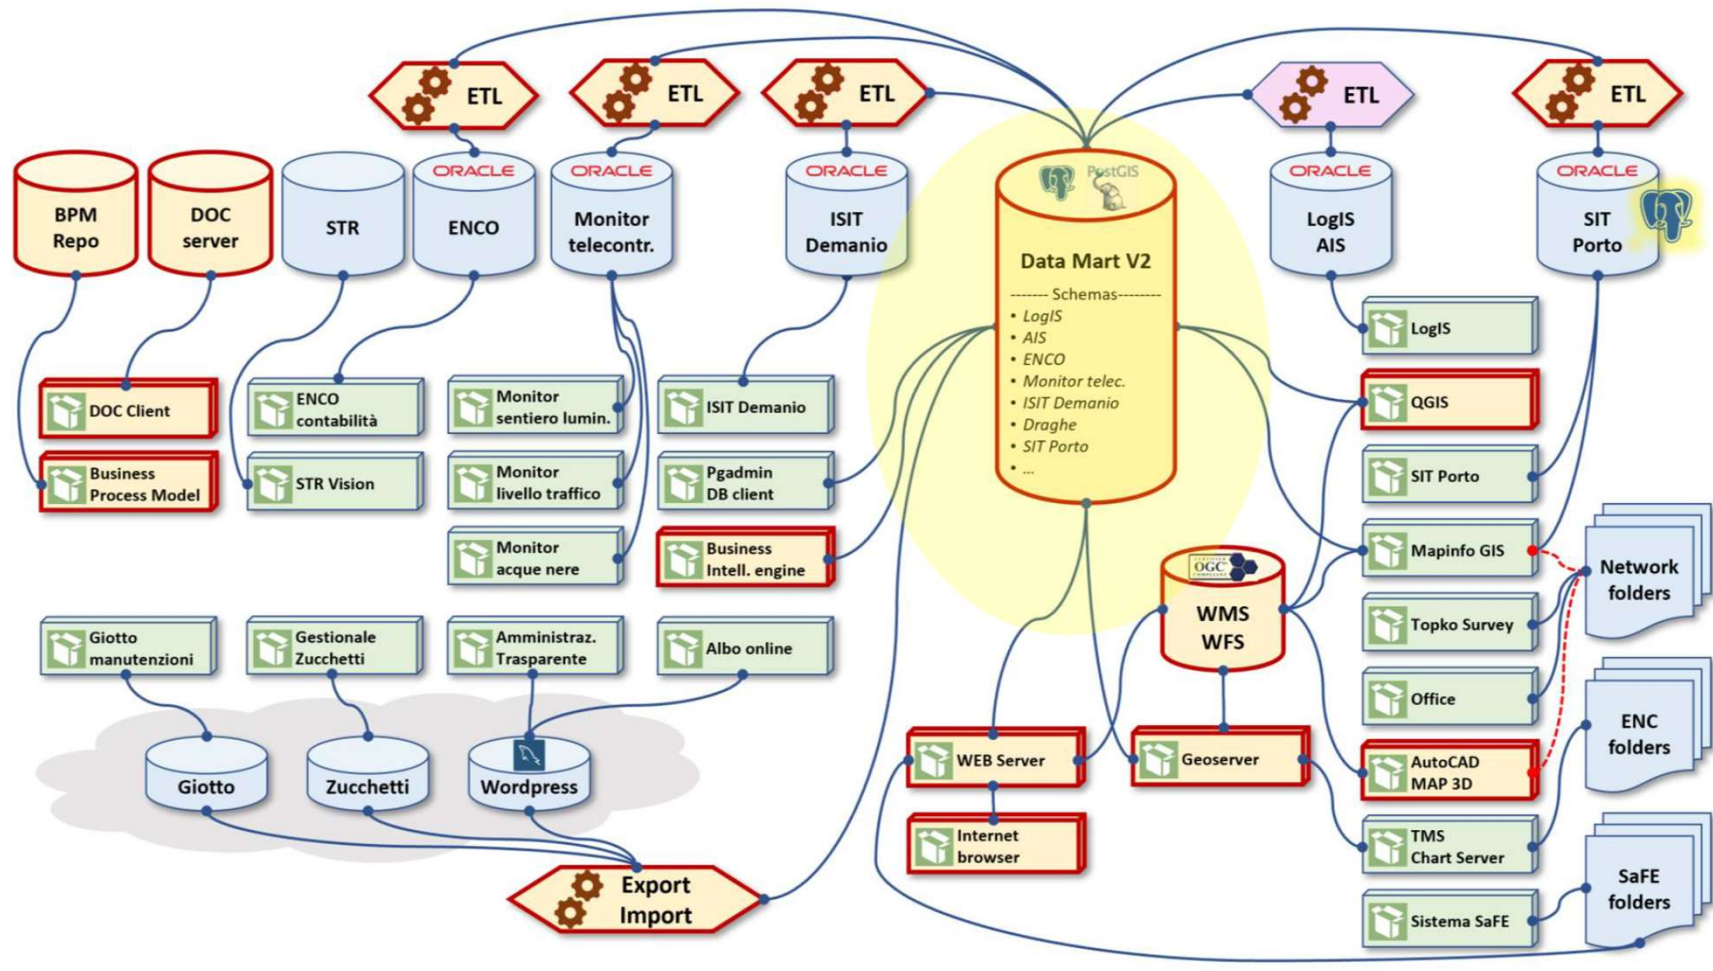 ETL
ETL
ETL
ETL
ETL
ORACLE
ORACLE
ORACLE
ORACLE
ORACLE
BPM
Repo
DOC
server
STR
ENCO
Monitor
telecontr.
ISIT
Demanio
PostGIS
Data Mart V2
------- Schemas--------
• LogIS
• AIS
• ENCO
• Monitor telec.
• ISIT Demanio
• Draghe
• SIT Porto
• ...
LogIS
AIS
SIT
Porto
DOC Client
Business
Process Model
ENCO
contabilità
STR Vision
Monitor
sentiero lumin.
Monitor
livello traffico
Monitor
acque nere
ISIT Demanio
Pgadmin
DB client
Business
Intell. engine
Giotto
manutenzioni
Gestionale
Zucchetti
Amministraz.
Trasparente
Albo online
Giotto
Zucchetti
Wordpress
Export
Import
OGC
WMS
WFS
WEB Server
Internet
browser
Geoserver
LogIS
QGIS
SIT Porto
Mapinfo GIS
Topko Survey
Office
AutoCAD
MAP 3D
TMS
Chart Server
Sistema SaFE
Network
folders
ENC
folders
SaFE
folders